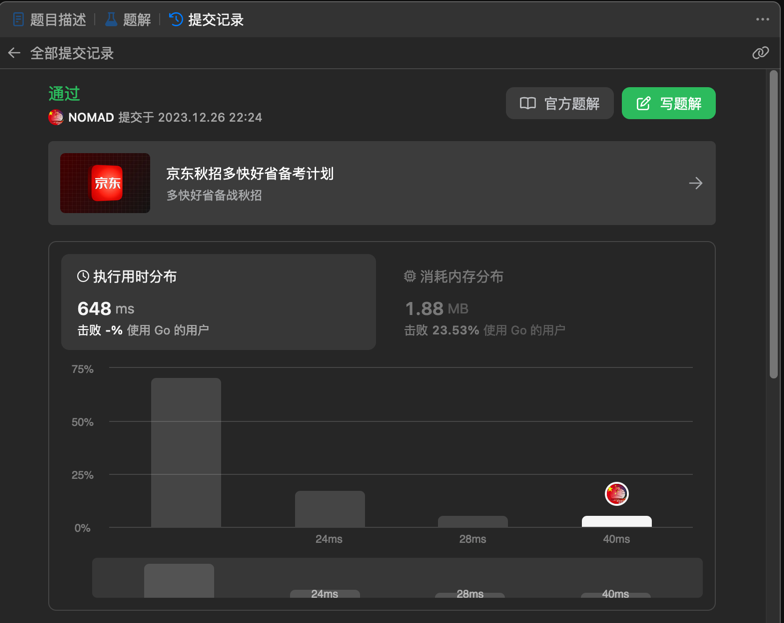 题目描述 题解 提交记录
全部提交记录
通过
NOMAD 提交于 2023.12.26 22:24
官方题解
写题解
京东
京东秋招多快好省备考计划
多快好省备战秋招
执行用时分布
648 ms
击败 -% 使用 Go 的用户
消耗内存分布
1.88 MB
击败 23.53% 使用 Go 的用户
75%
50%
25%
0%
24ms 28ms 40ms
24ms 28ms 40ms